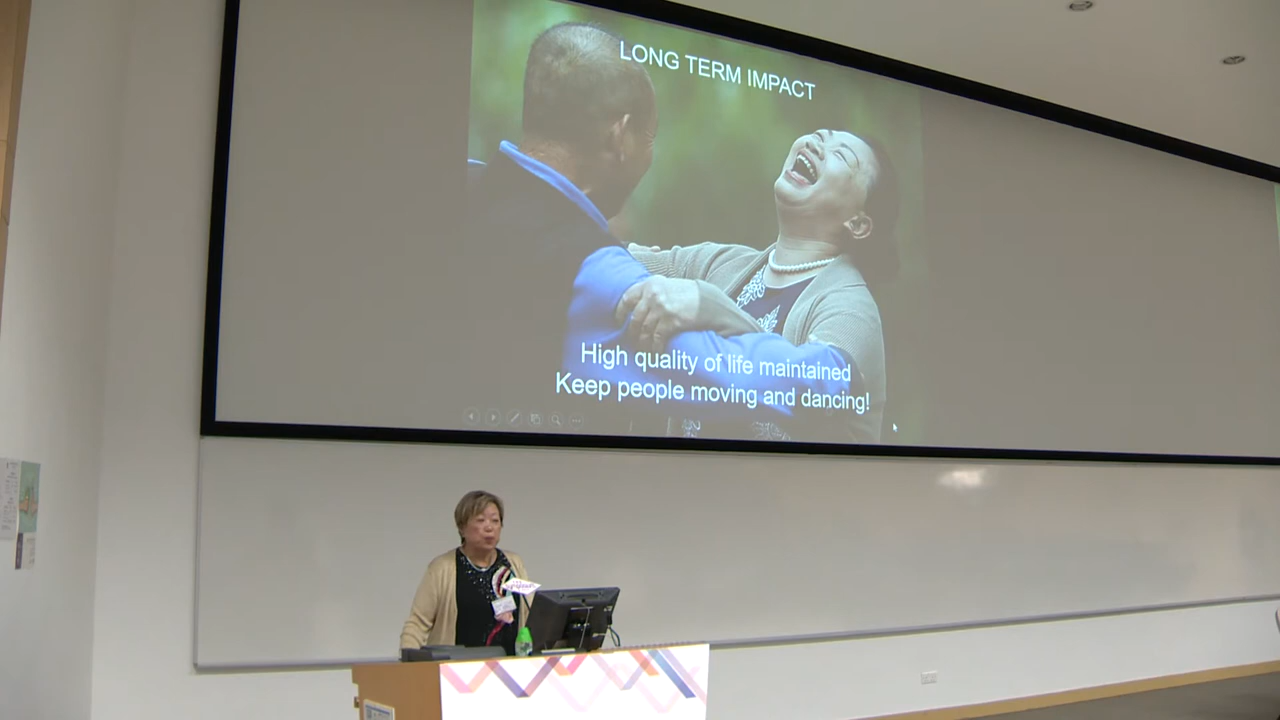 LONG TERM IMPACT
High quality of life maintained
Keep people moving and dancing!